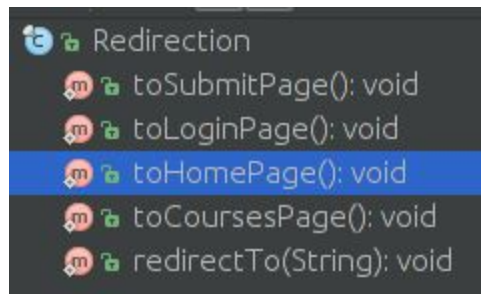 Redirection
toSubmitPage(): void
toLoginPage(): void
toHomePage(): void
toCoursesPage(): void
redirectTo(String): void